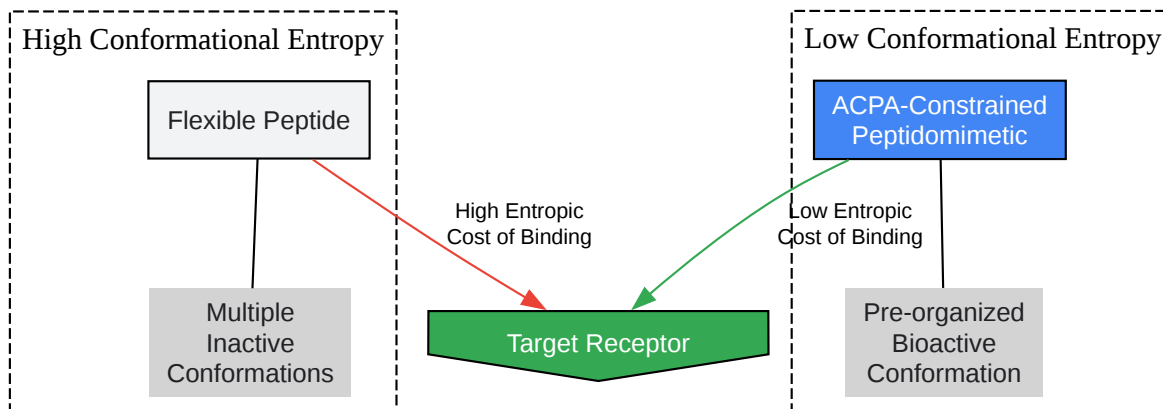 High Conformational Entropy
Flexible Peptide
High Entropic
Cost of Binding
Multiple
Inactive
Conformations
Low Conformational Entropy
ACPA-Constrained
Peptidomimetic
Low Entropic
Cost of Binding
Pre-organized
Bioactive
Conformation
Target Receptor